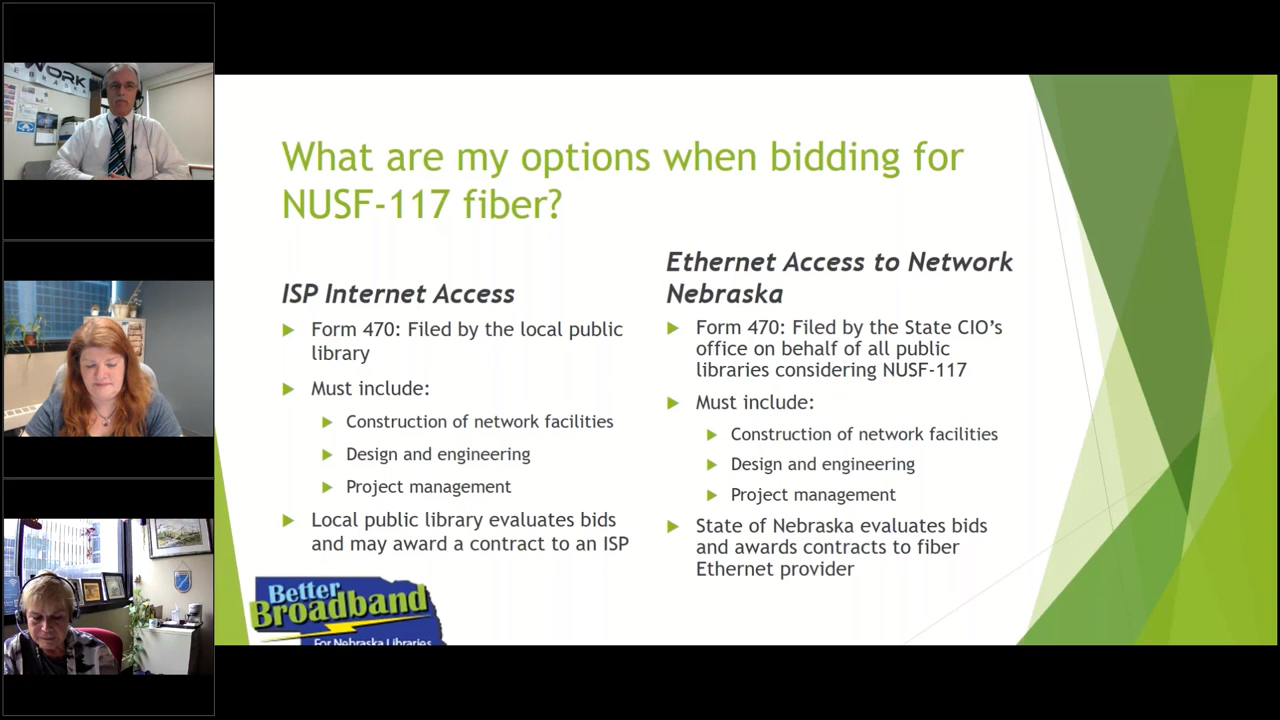 What are my options when bidding for
NUSF-117 fiber?
ISP Internet Access
Form 470: Filed by the local public
library
Must include:
Construction of network facilities
Design and engineering
Project management
Local public library evaluates bids
and may award a contract to an ISP
Ethernet Access to Network
Nebraska
Form 470: Filed by the State CIO's
office on behalf of all public
libraries considering NUSF-117
Must include:
Construction of network facilities
Design and engineering
Project management
State of Nebraska evaluates bids
and awards contracts to fiber
Ethernet provider
Better
Broadband
For Nebraska Libraries